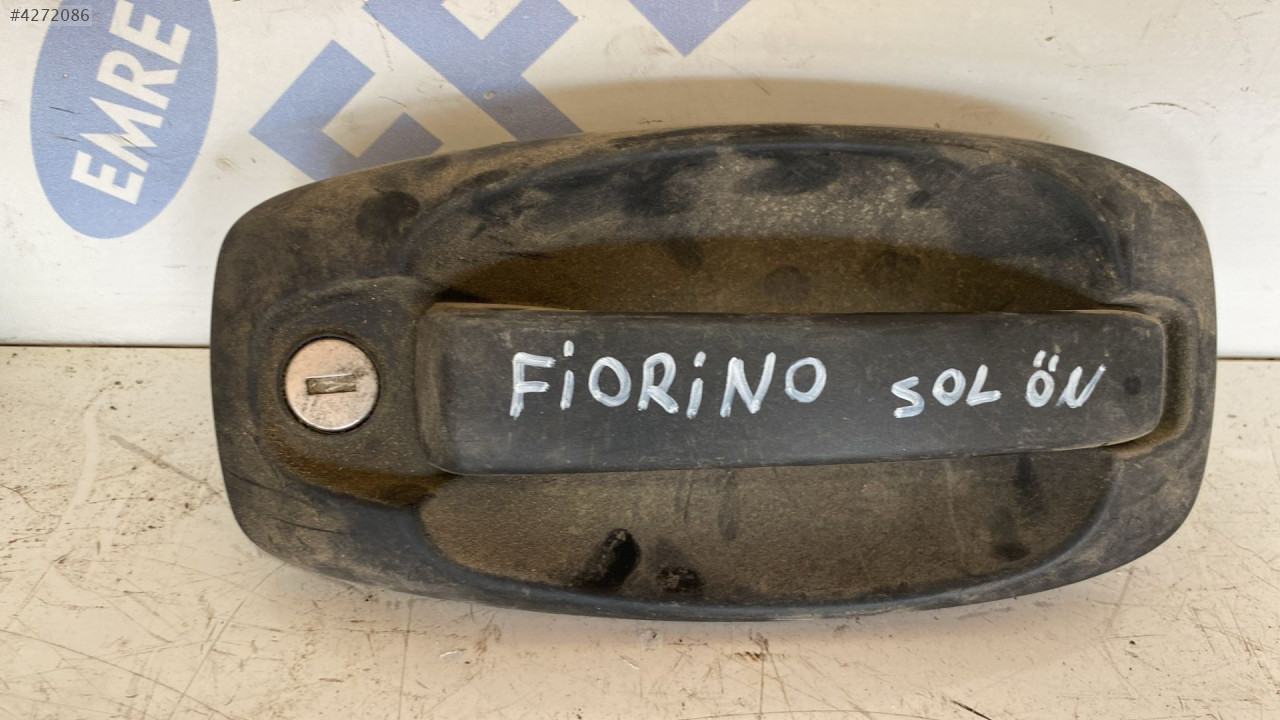 #4272086
EMRE
FiORiNO SOL ÖN